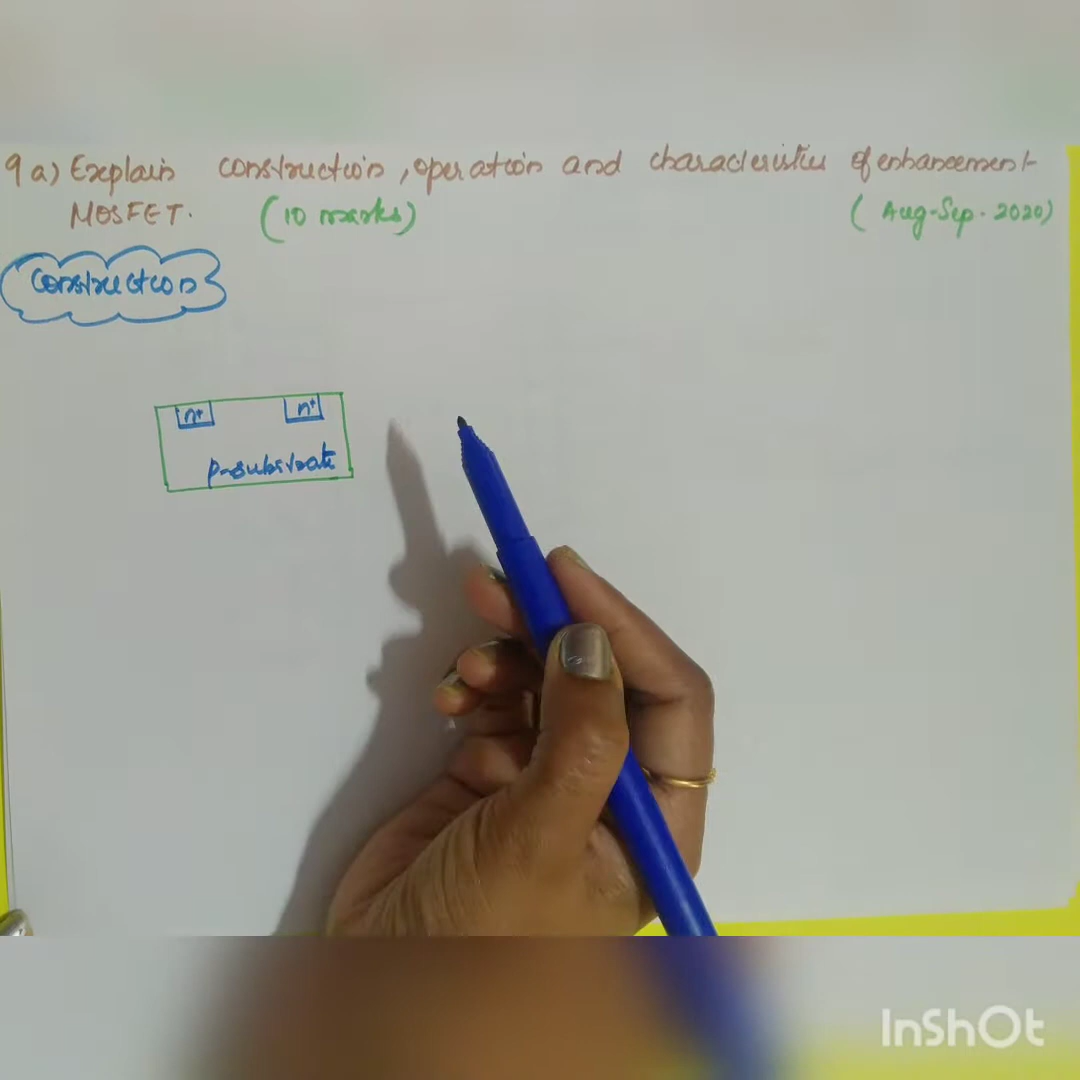 9 a) Explain construction, operation and characteristics of enhancement
MOSFET. (10 marks) (Aug-Sep. 2020)
Construction
n+ n+
p-substrate
InShOt